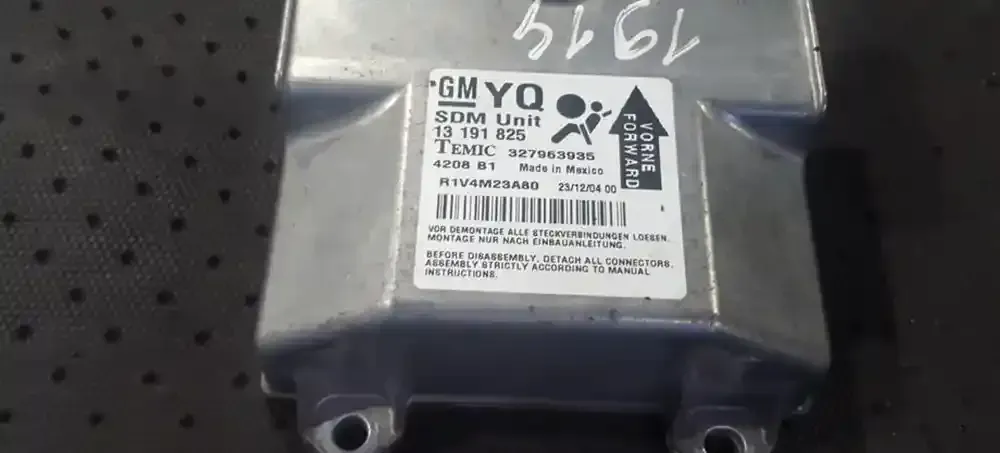 1914
GM YQ
SDM Unit
13 191 825
TEMIC 327963935
4208 B1 Made in Mexico
R1V4M23A80 23/12/04 00
VORNE
FORWARD
VOR DEMONTAGE ALLE STECKVERBINDUNGEN LOESEN.
MONTAGE NUR NACH EINBAUANLEITUNG.
BEFORE DISASSEMBLY, DETACH ALL CONNECTORS.
ASSEMBLY STRICTLY ACCORDING TO MANUAL
INSTRUCTIONS.